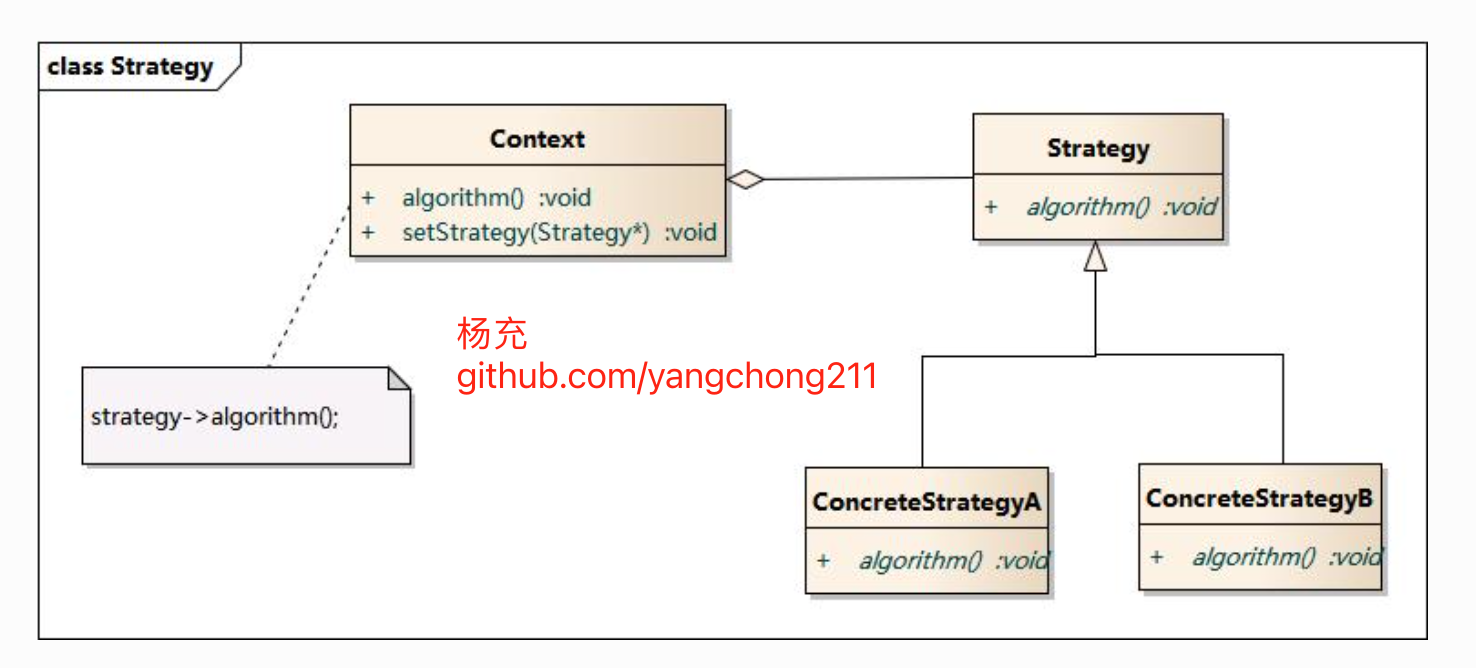 class Strategy
Context
+ algorithm() :void
+ setStrategy(Strategy*) :void
Strategy
+ algorithm() :void
杨充
github.com/yangchong211
strategy->algorithm();
ConcreteStrategyA
+ algorithm() :void
ConcreteStrategyB
+ algorithm() :void